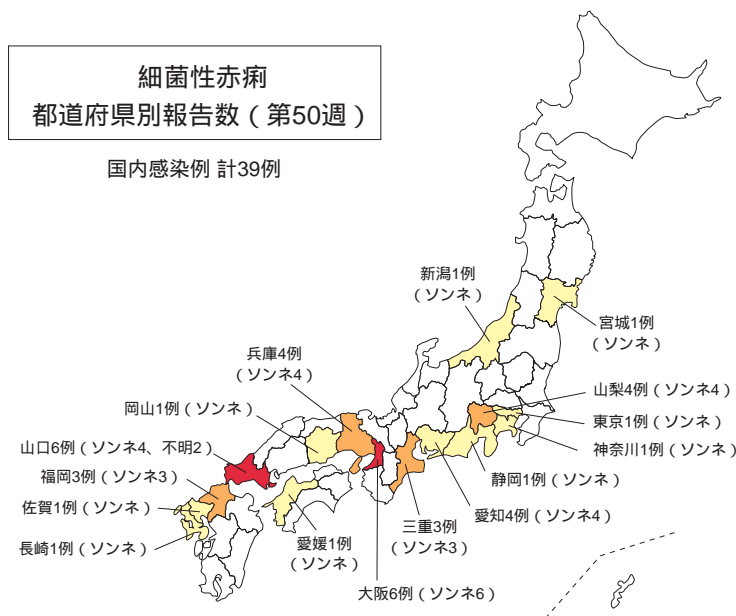 細菌性赤痢
都道府県別報告数（第50週）
国内感染例 計39例
新潟1例
（ソンネ）
宮城1例
（ソンネ）
兵庫4例
（ソンネ4）
岡山1例（ソンネ）
山口6例（ソンネ4、不明2）
福岡3例（ソンネ3）
佐賀1例（ソンネ）
長崎1例（ソンネ）
山梨4例（ソンネ4）
東京1例（ソンネ）
神奈川1例（ソンネ）
静岡1例（ソンネ）
愛知4例（ソンネ4）
三重3例
（ソンネ3）
愛媛1例
（ソンネ）
大阪6例（ソンネ6）